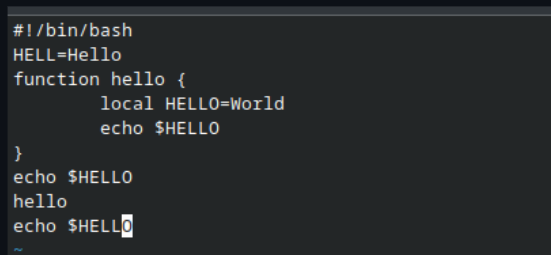 #!/bin/bash
HELL=Hello
function hello {
        local HELLO=World
        echo $HELLO
}
echo $HELLO
hello
echo $HELLO
~